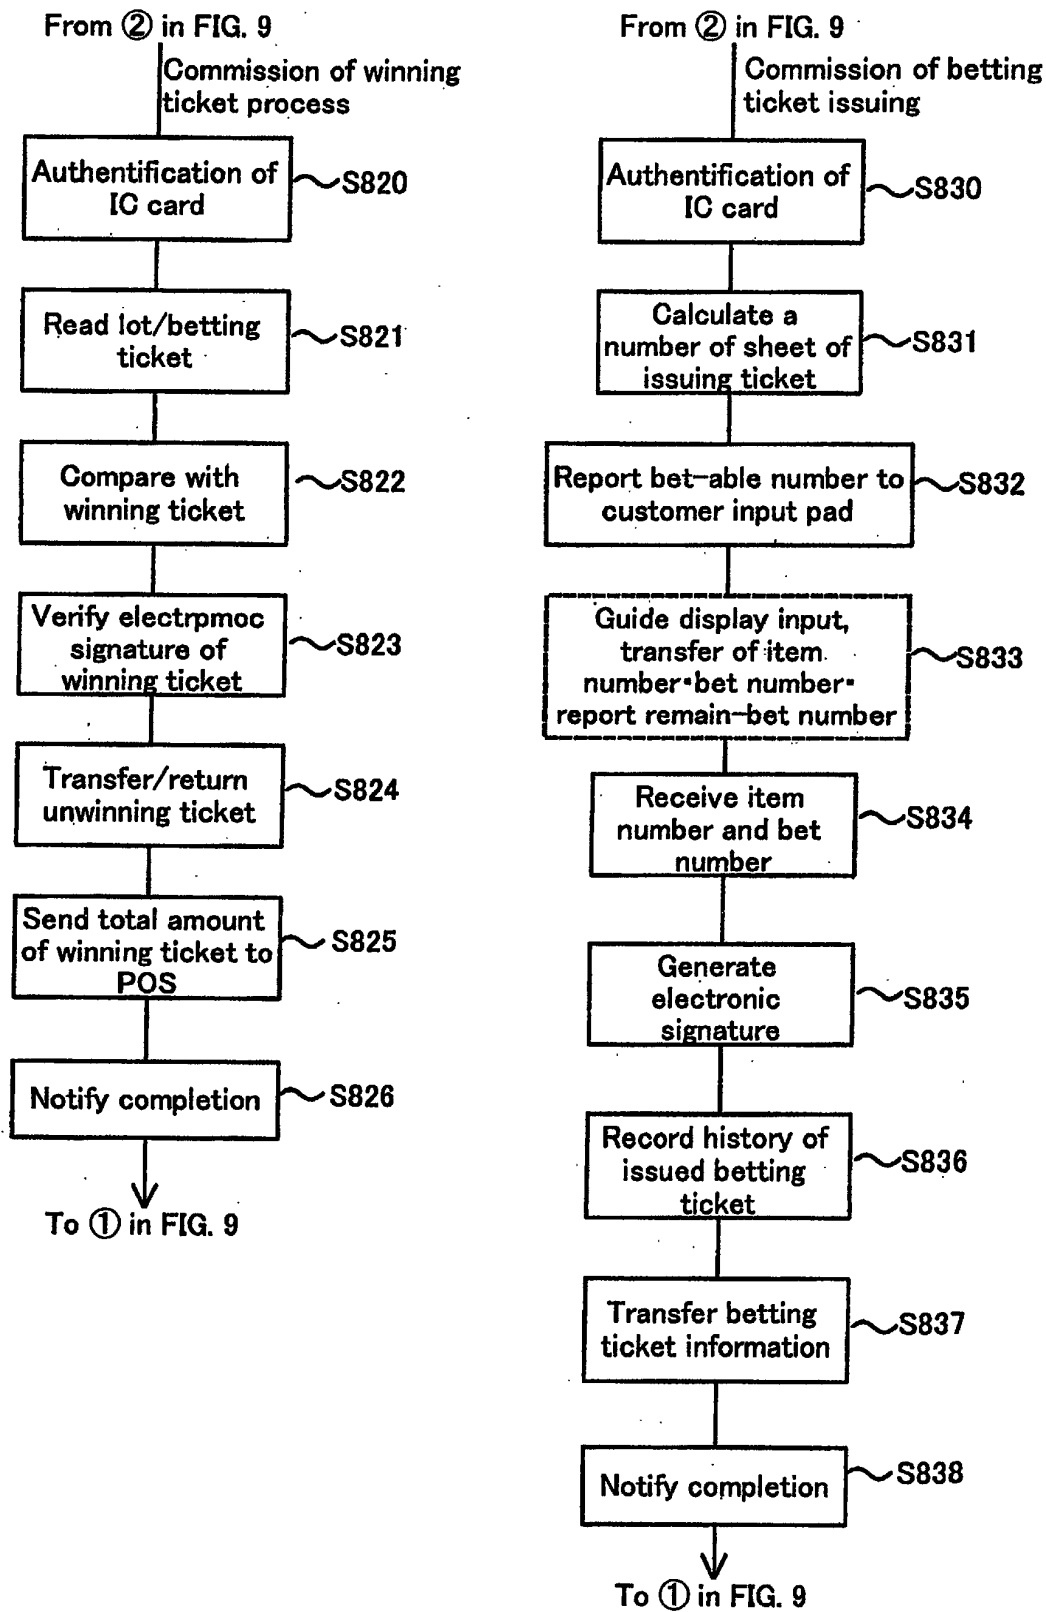 From ② in FIG. 9
Commission of winning
ticket process
Authentification of
IC card
S820
Read lot/betting
ticket
S821
Compare with
winning ticket
S822
Verify electrpmoc
signature of
winning ticket
S823
Transfer/return
unwinning ticket
S824
Send total amount
of winning ticket to
POS
S825
Notify completion
S826
To ① in FIG. 9
From ② in FIG. 9
Commission of betting
ticket issuing
Authentification of
IC card
S830
Calculate a
number of sheet of
issuing ticket
S831
Report bet-able number to
customer input pad
S832
Guide display input,
transfer of item
number・bet number・
report remain-bet number
S833
Receive item
number and bet
number
S834
Generate
electronic
signature
S835
Record history of
issued betting
ticket
S836
Transfer betting
ticket information
S837
Notify completion
S838
To ① in FIG. 9